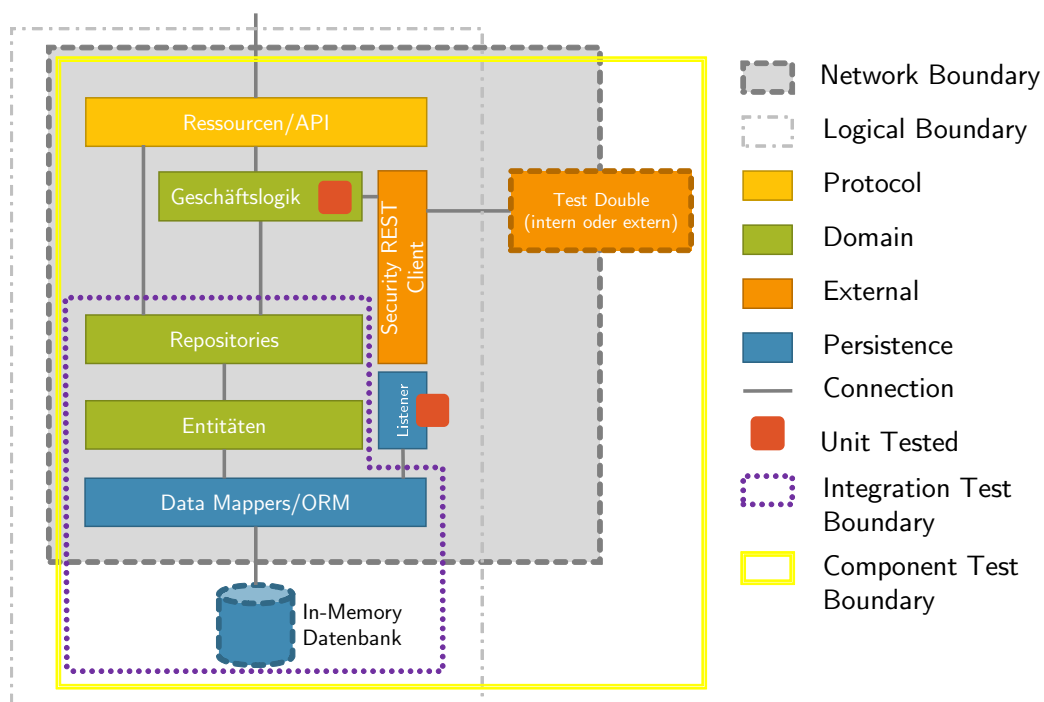 Ressourcen/API
Geschäftslogik
Security REST
Client
Test Double
(intern oder extern)
Repositories
Listener
Entitäten
Data Mappers/ORM
In-Memory
Datenbank
Network Boundary
Logical Boundary
Protocol
Domain
External
Persistence
Connection
Unit Tested
Integration Test
Boundary
Component Test
Boundary